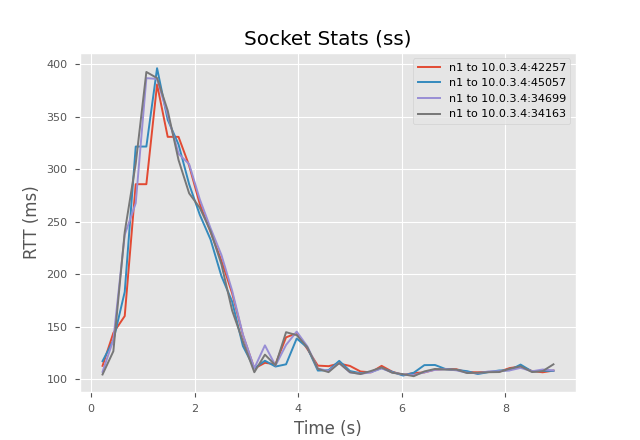 Socket Stats (ss)
n1 to 10.0.3.4:42257
n1 to 10.0.3.4:45057
n1 to 10.0.3.4:34699
n1 to 10.0.3.4:34163
RTT (ms)
400
350
300
250
200
150
100
0 2 4 6 8
Time (s)